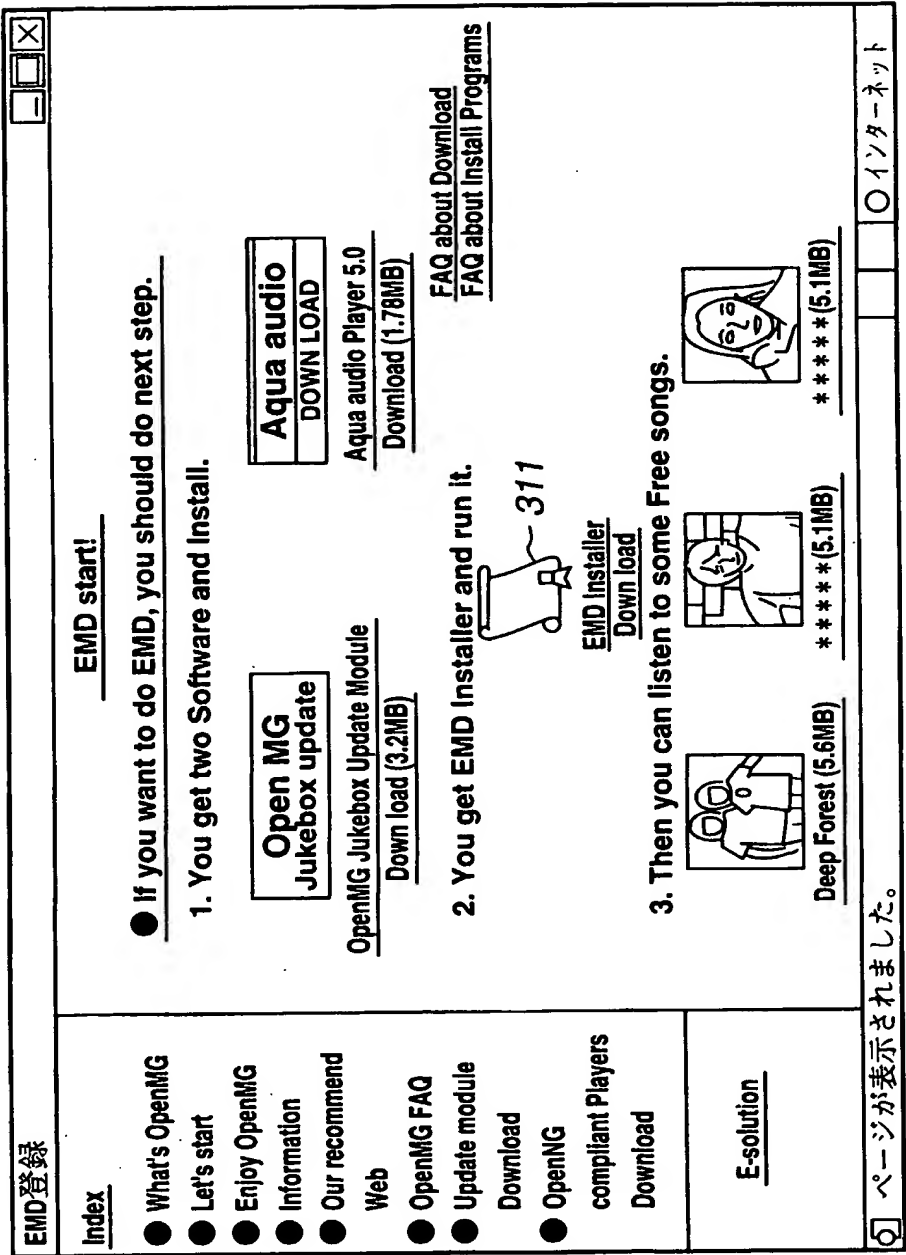 EMD登録
Index
● What's OpenMG
● Let's start
● Enjoy OpenMG
● Information
● Our recommend
Web
● OpenMG FAQ
● Update module
Download
● OpenNG
compliant Players
Download
E-solution
EMD start!
● If you want to do EMD, you should do next step.
1. You get two Software and Install.
Open MG
Jukebox update
OpenMG Jukebox Update Module
Down load (3.2MB)
Aqua audio
DOWN LOAD
Aqua audio Player 5.0
Download (1.78MB)
2. You get EMD Installer and run it.
311
EMD Installer
Down load
FAQ about Download
FAQ about Install Programs
3. Then you can listen to some Free songs.
Deep Forest (5.6MB)
*****(5.1MB)
*****(5.1MB)
ページが表示されました。
インターネット